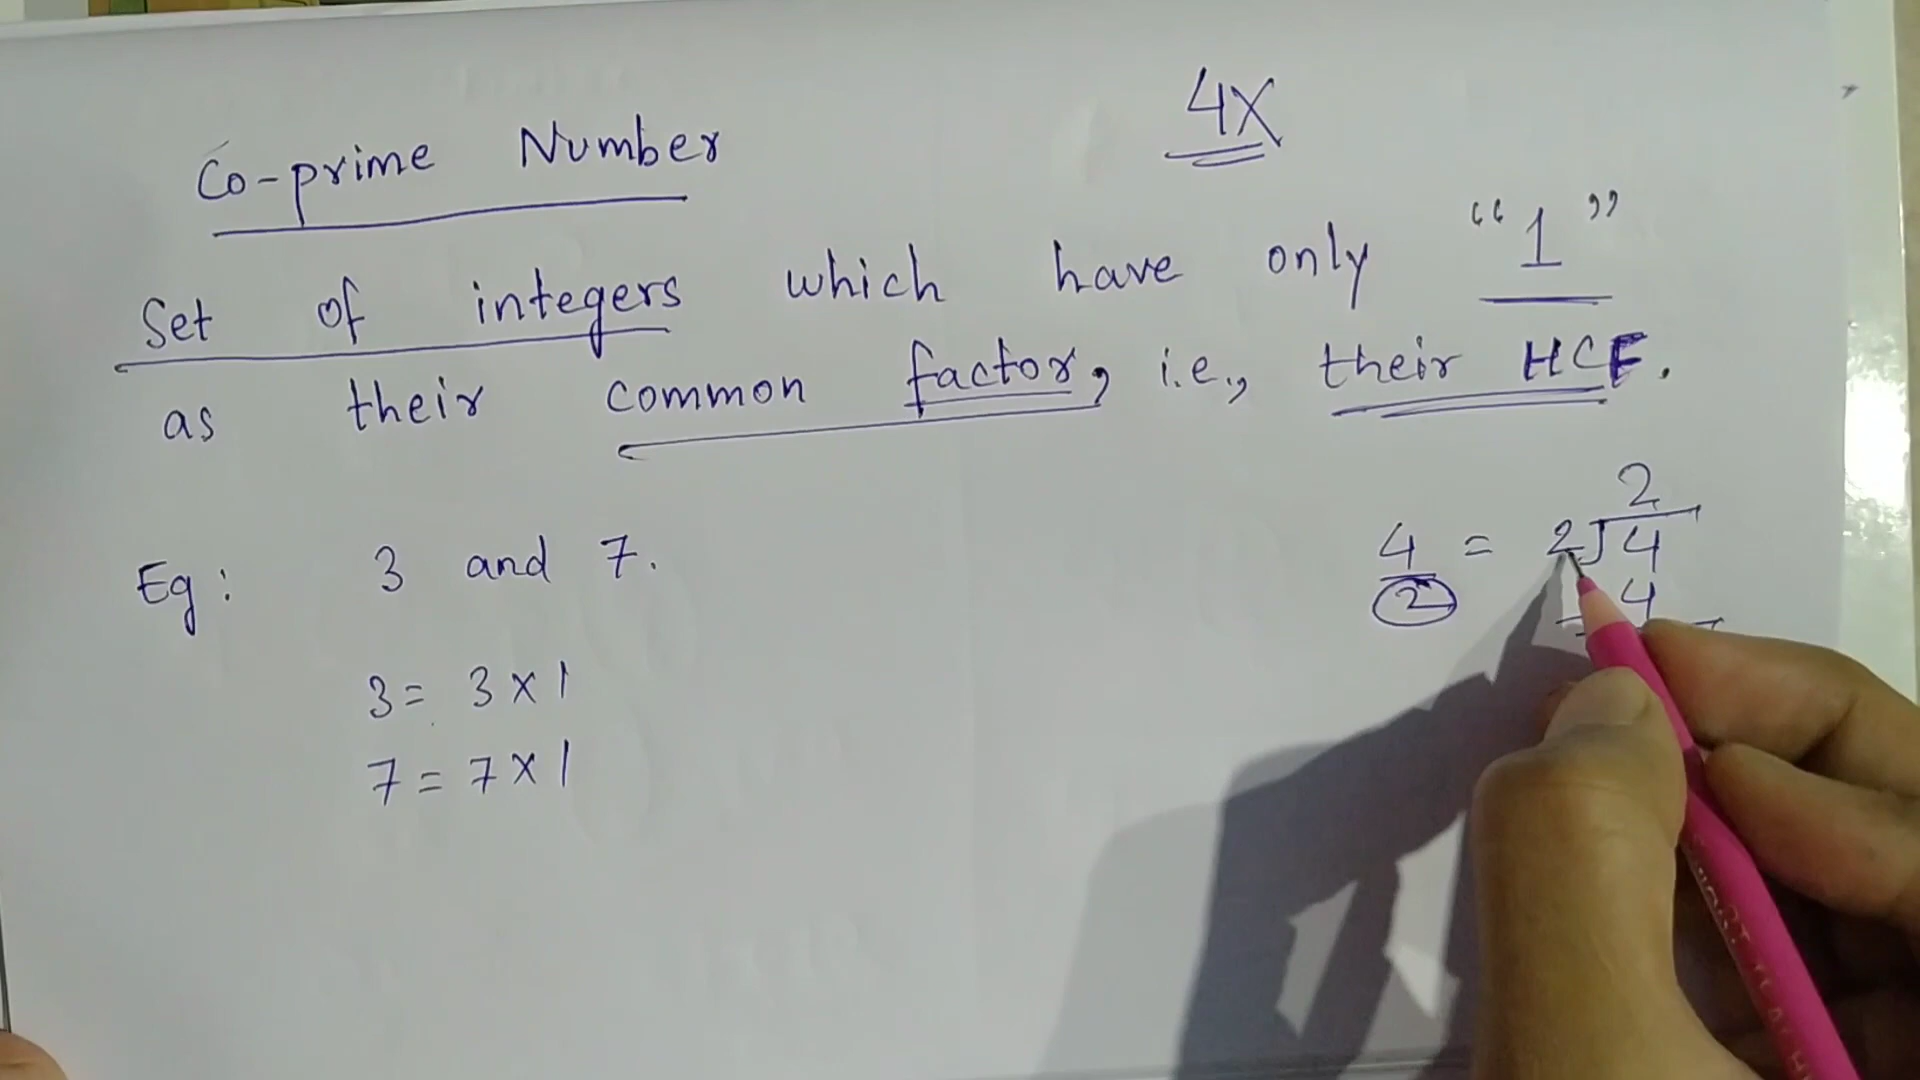 4X
Co-prime Number
Set of integers which have only “1”
as their common factor, i.e., their HCF.
Eg: 3 and 7.
3 = 3 × 1
7 = 7 × 1
2
4 = 2 4
2 4